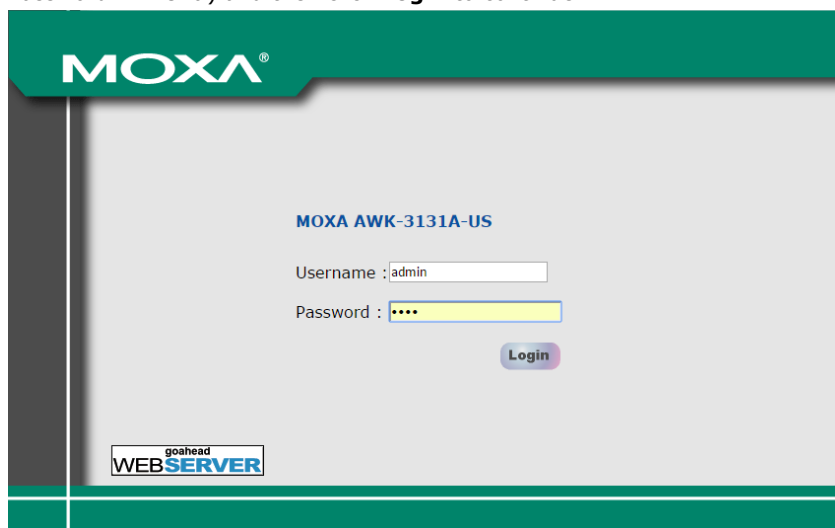 MOXA®
MOXA AWK-3131A-US
Username : admin
Password : ••••
Login
goahead
WEBSERVER